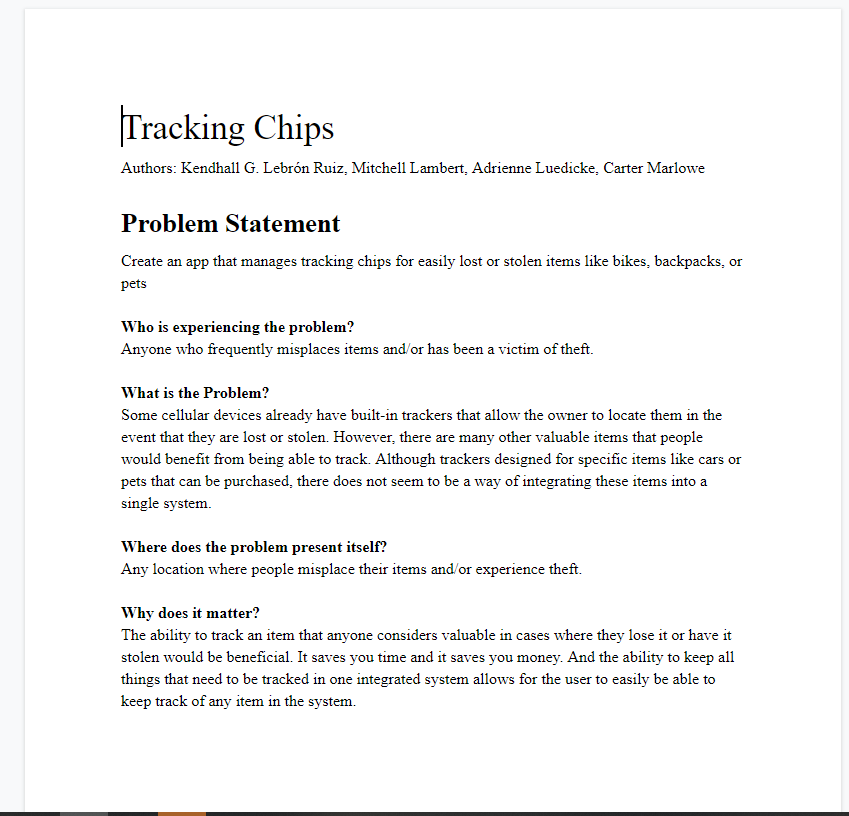 Tracking Chips
Authors: Kendhall G. Lebrón Ruiz, Mitchell Lambert, Adrienne Luedicke, Carter Marlowe
Problem Statement
Create an app that manages tracking chips for easily lost or stolen items like bikes, backpacks, or
pets
Who is experiencing the problem?
Anyone who frequently misplaces items and/or has been a victim of theft.
What is the Problem?
Some cellular devices already have built-in trackers that allow the owner to locate them in the
event that they are lost or stolen. However, there are many other valuable items that people
would benefit from being able to track. Although trackers designed for specific items like cars or
pets that can be purchased, there does not seem to be a way of integrating these items into a
single system.
Where does the problem present itself?
Any location where people misplace their items and/or experience theft.
Why does it matter?
The ability to track an item that anyone considers valuable in cases where they lose it or have it
stolen would be beneficial. It saves you time and it saves you money. And the ability to keep all
things that need to be tracked in one integrated system allows for the user to easily be able to
keep track of any item in the system.